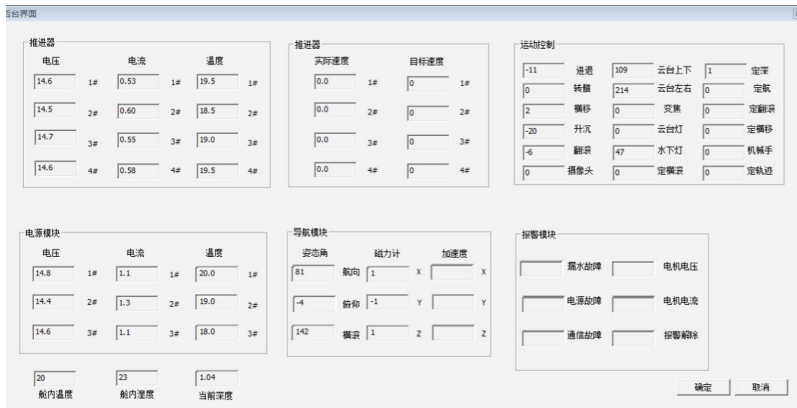 后台界面
推进器
电压 电流 温度
14.6 1# 0.53 1# 19.5 1#
14.5 2# 0.60 2# 18.5 2#
14.7 3# 0.55 3# 19.0 3#
14.6 4# 0.58 4# 19.5 4#
推进器
实际速度 目标速度
0.0 1# 0 1#
0.0 2# 0 2#
0.0 3# 0 3#
0.0 4# 0 4#
运动控制
-11 进退 109 云台上下 1 定深
0 转艏 214 云台左右 0 定航
2 横移 0 变焦 0 定翻滚
-20 升沉 0 云台灯 0 定横移
-6 翻滚 47 水下灯 0 机械手
0 摄像头 0 定横滚 0 定轨迹
电源模块
电压 电流 温度
14.8 1# 1.1 1# 20.0 1#
14.4 2# 1.3 2# 19.0 2#
14.6 3# 1.1 3# 18.0 3#
导航模块
姿态角 磁力计 加速度
81 航向 1 X X
-4 俯仰 -1 Y Y
142 横滚 1 Z Z
报警模块
漏水故障 电机电压
电源故障 电机电流
通信故障 报警解除
20 23 1.04
舱内温度 舱内湿度 当前深度
确定 取消